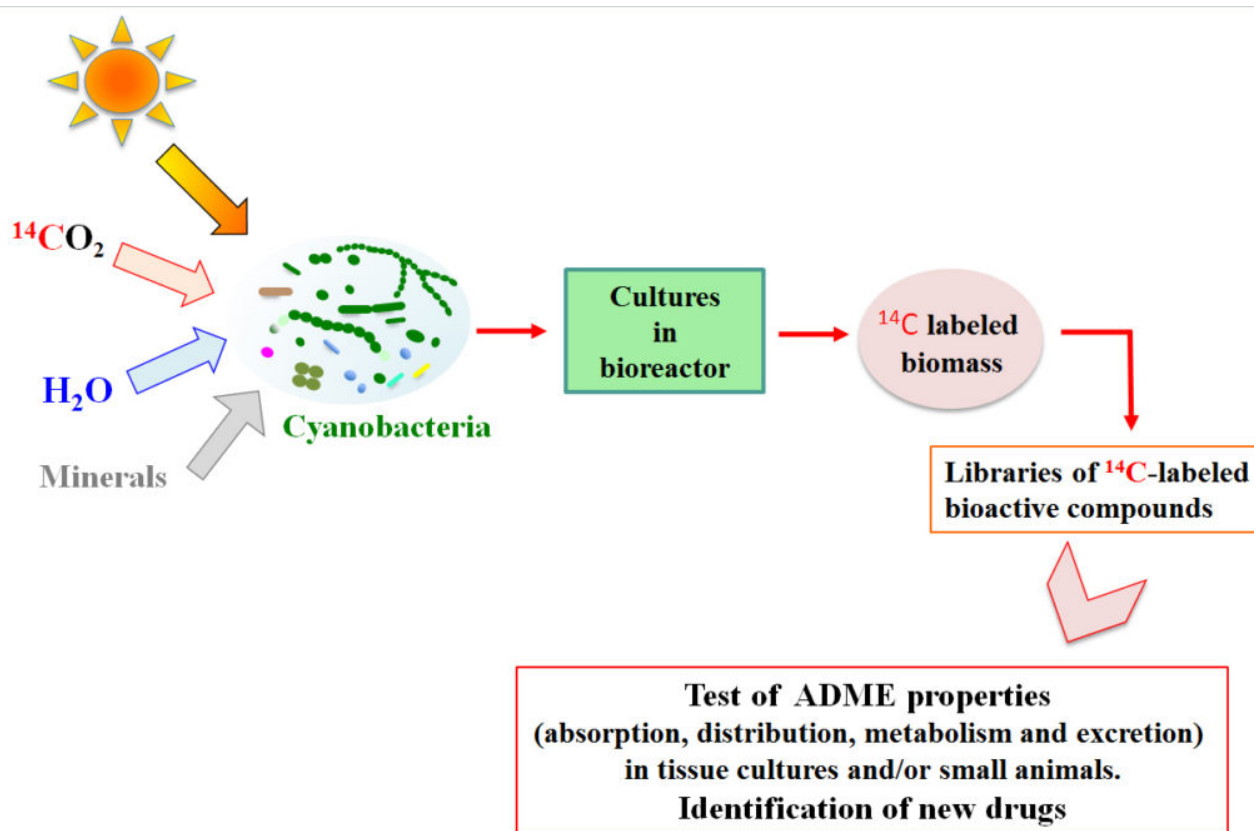 ¹⁴CO₂
H₂O
Minerals
Cyanobacteria
Cultures
in
bioreactor
¹⁴C labeled
biomass
Libraries of ¹⁴C-labeled
bioactive compounds
Test of ADME properties
(absorption, distribution, metabolism and excretion)
in tissue cultures and/or small animals.
Identification of new drugs